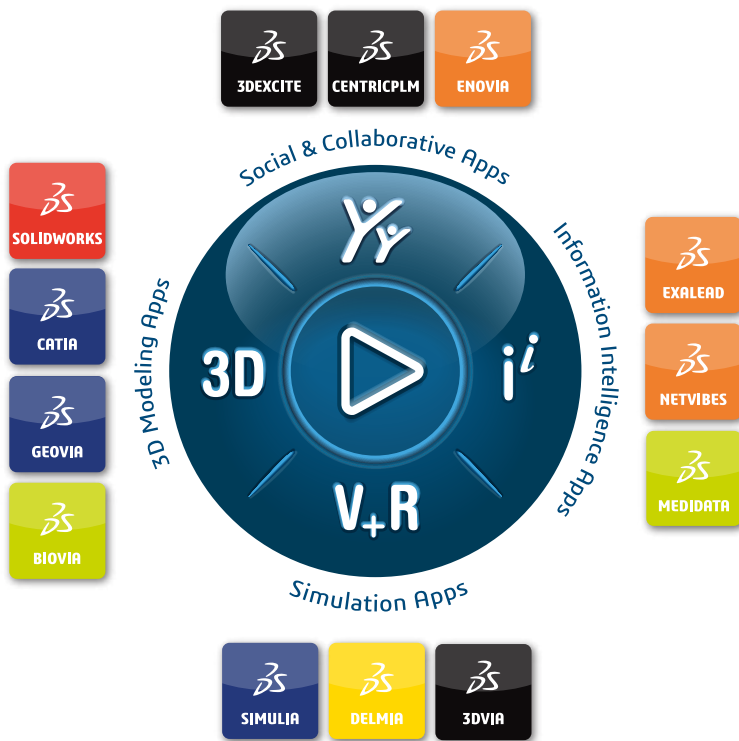 3DEXCITE
CENTRICPLM
ENOVIA
Social & Collaborative Apps
SOLIDWORKS
CATIA
GEOVIA
BIOVIA
3D Modeling Apps
3D
i i
V+R
Information Intelligence Apps
EXALEAD
NETVIBES
MEDIDATA
Simulation Apps
SIMULIA
DELMIA
3DVIA